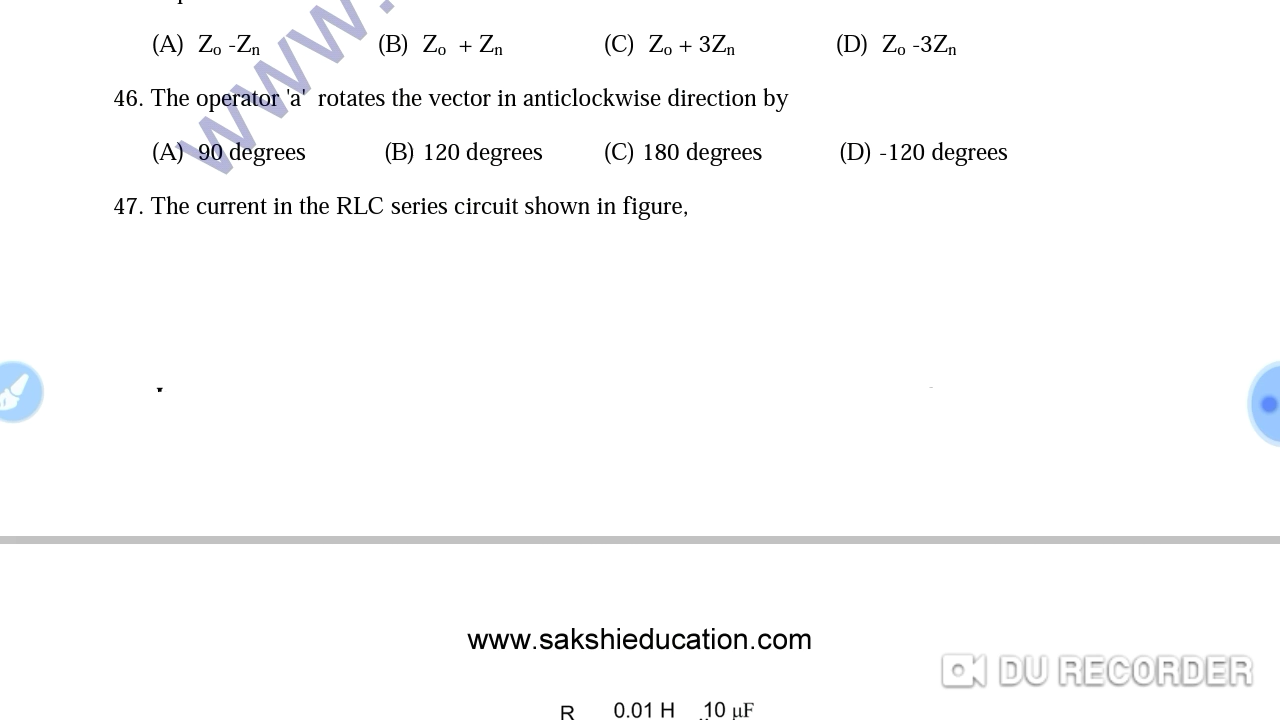 (A) Zₒ -Zₙ (B) Zₒ + Zₙ (C) Zₒ + 3Zₙ (D) Zₒ -3Zₙ
46. The operator 'a' rotates the vector in anticlockwise direction by
(A) 90 degrees (B) 120 degrees (C) 180 degrees (D) -120 degrees
47. The current in the RLC series circuit shown in figure,
www.sakshieducation.com
DU RECORDER
R 0.01 H 10 μF
www.